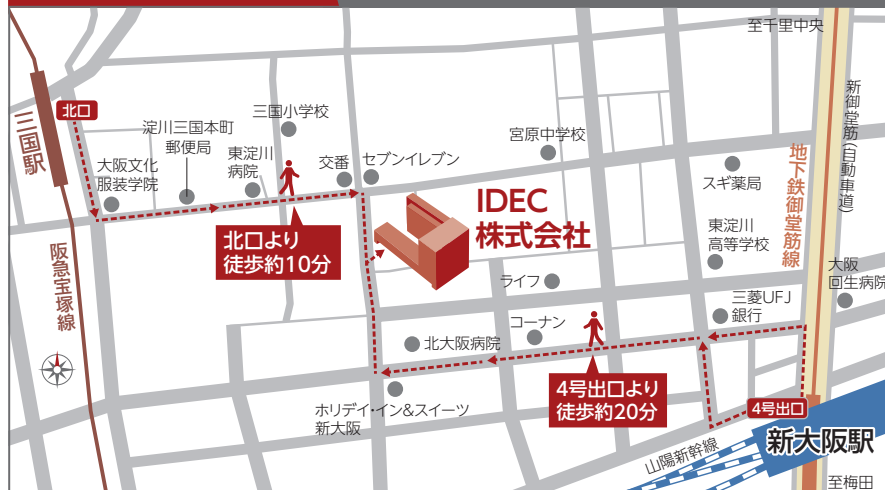 至千里中央
新御堂筋(自動車道)
北口
三国駅
淀川三国本町
郵便局
三国小学校
大阪文化
服装学院
東淀川
病院
交番
セブンイレブン
宮原中学校
スギ薬局
地下鉄御堂筋線
IDEC
株式会社
北口より
徒歩約10分
東淀川
高等学校
阪急宝塚線
大阪
回生病院
ライフ
三菱UFJ
銀行
コーナン
北大阪病院
4号出口より
徒歩約20分
ホリデイ・イン&スイーツ
新大阪
4号出口
新大阪駅
山陽新幹線
至梅田